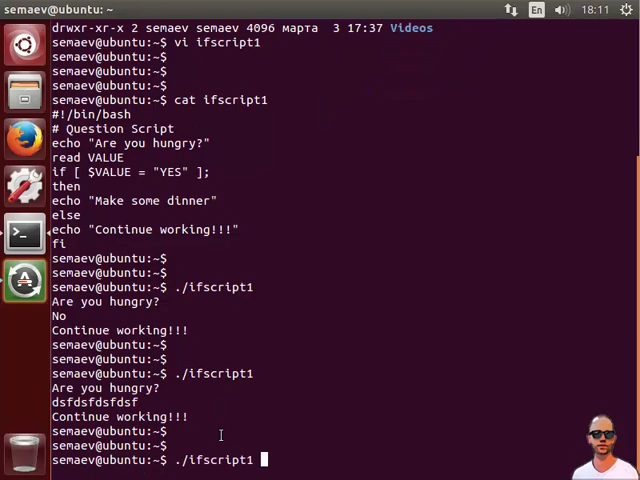 semaev@ubuntu: ~
En
18:11
drwxr-xr-x 2 semaev semaev 4096 марта  3 17:37 Videos
semaev@ubuntu:~$ vi ifscript1
semaev@ubuntu:~$
semaev@ubuntu:~$
semaev@ubuntu:~$
semaev@ubuntu:~$ cat ifscript1
#!/bin/bash
# Question Script
echo "Are you hungry?"
read VALUE
if [ $VALUE = "YES" ];
then
echo "Make some dinner"
else
echo "Continue working!!!"
fi
semaev@ubuntu:~$
semaev@ubuntu:~$
semaev@ubuntu:~$ ./ifscript1
Are you hungry?
No
Continue working!!!
semaev@ubuntu:~$
semaev@ubuntu:~$
semaev@ubuntu:~$ ./ifscript1
Are you hungry?
dsfdsfdsfdsf
Continue working!!!
semaev@ubuntu:~$
semaev@ubuntu:~$
semaev@ubuntu:~$ ./ifscript1